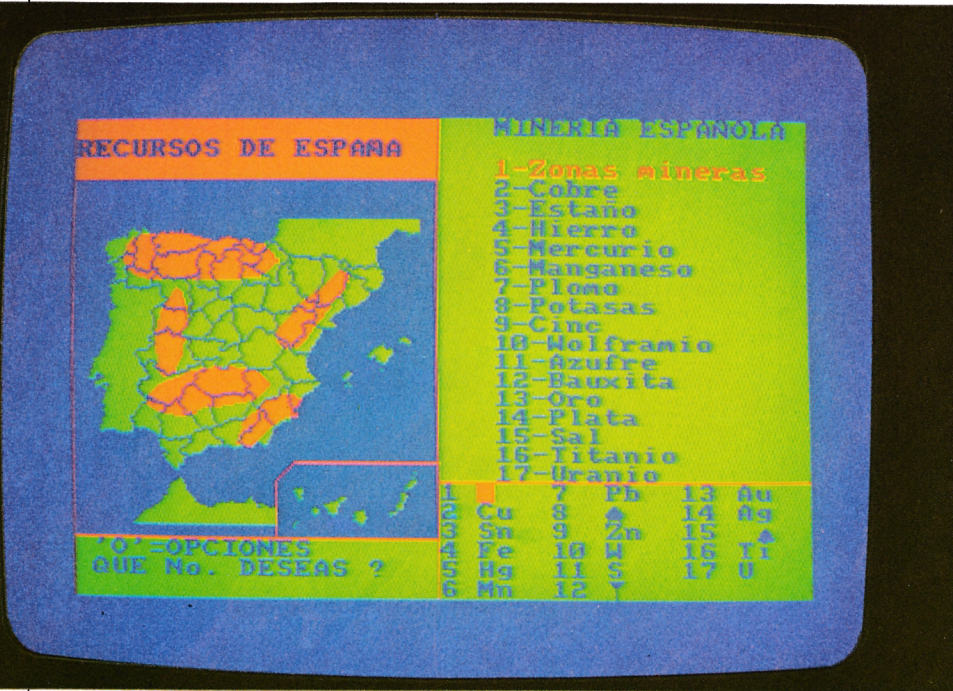 RECURSOS DE ESPAÑA
MINERIA ESPAÑOLA
1-Zonas mineras
2-Cobre
3-Estaño
4-Hierro
5-Mercurio
6-Manganeso
7-Plomo
8-Potasas
9-Cinc
10-Wolframio
11-Azufre
12-Bauxita
13-Oro
14-Plata
15-Sal
16-Titanio
17-Uranio
'O'=OPCIONES
QUE No. DESEAS ?
1 7 Pb 13 Au
2 Cu 8 14 Ag
3 Sn 9 Zn 15
4 Fe 10 W 16 Ti
5 Hg 11 S 17 U
6 Mn 12